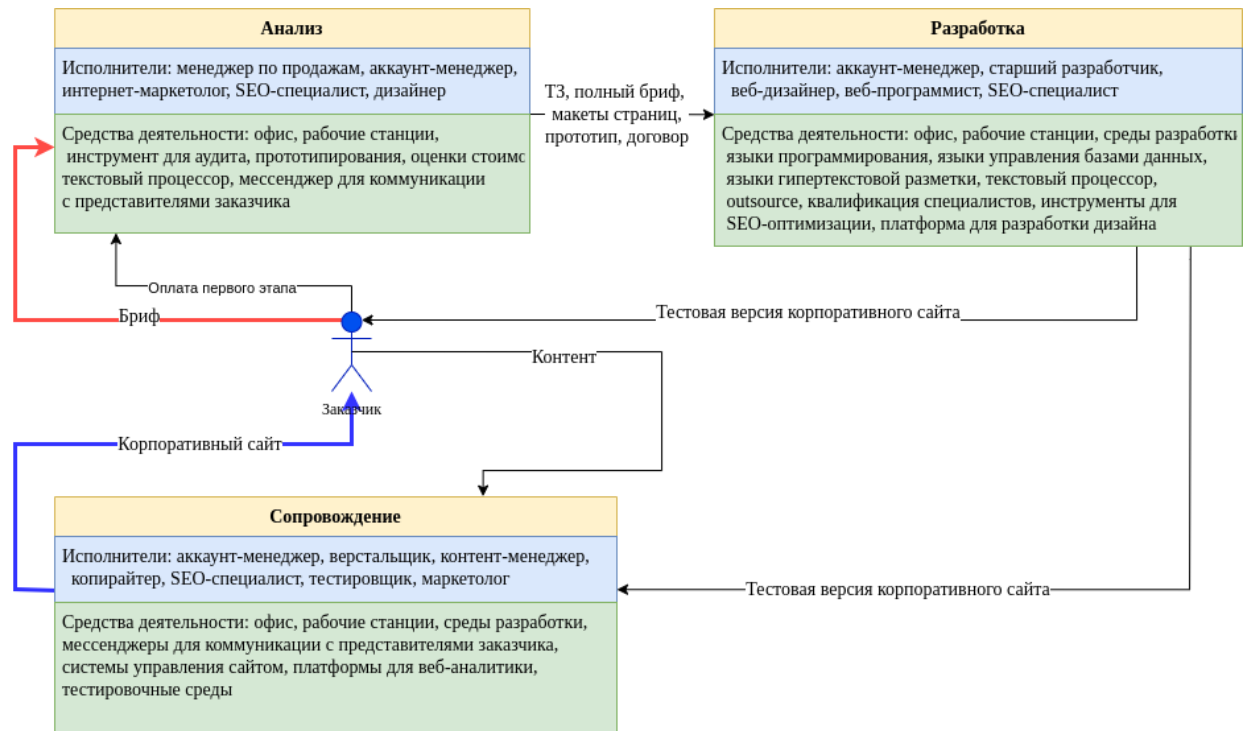 Анализ
Исполнители: менеджер по продажам, аккаунт-менеджер,
интернет-маркетолог, SEO-специалист, дизайнер
Средства деятельности: офис, рабочие станции,
инструмент для аудита, прототипирования, оценки стоимо
текстовый процессор, мессенджер для коммуникации
с представителями заказчика
ТЗ, полный бриф,
макеты страниц,
прототип, договор
Разработка
Исполнители: аккаунт-менеджер, старший разработчик,
веб-дизайнер, веб-программист, SEO-специалист
Средства деятельности: офис, рабочие станции, среды разработки
языки программирования, языки управления базами данных,
языки гипертекстовой разметки, текстовый процессор,
outsource, квалификация специалистов, инструменты для
SEO-оптимизации, платформа для разработки дизайна
Оплата первого этапа
Бриф
Тестовая версия корпоративного сайта
Контент
Заказчик
Корпоративный сайт
Сопровождение
Исполнители: аккаунт-менеджер, верстальщик, контент-менеджер,
копирайтер, SEO-специалист, тестировщик, маркетолог
Тестовая версия корпоративного сайта
Средства деятельности: офис, рабочие станции, среды разработки,
мессенджеры для коммуникации с представителями заказчика,
системы управления сайтом, платформы для веб-аналитики,
тестировочные среды